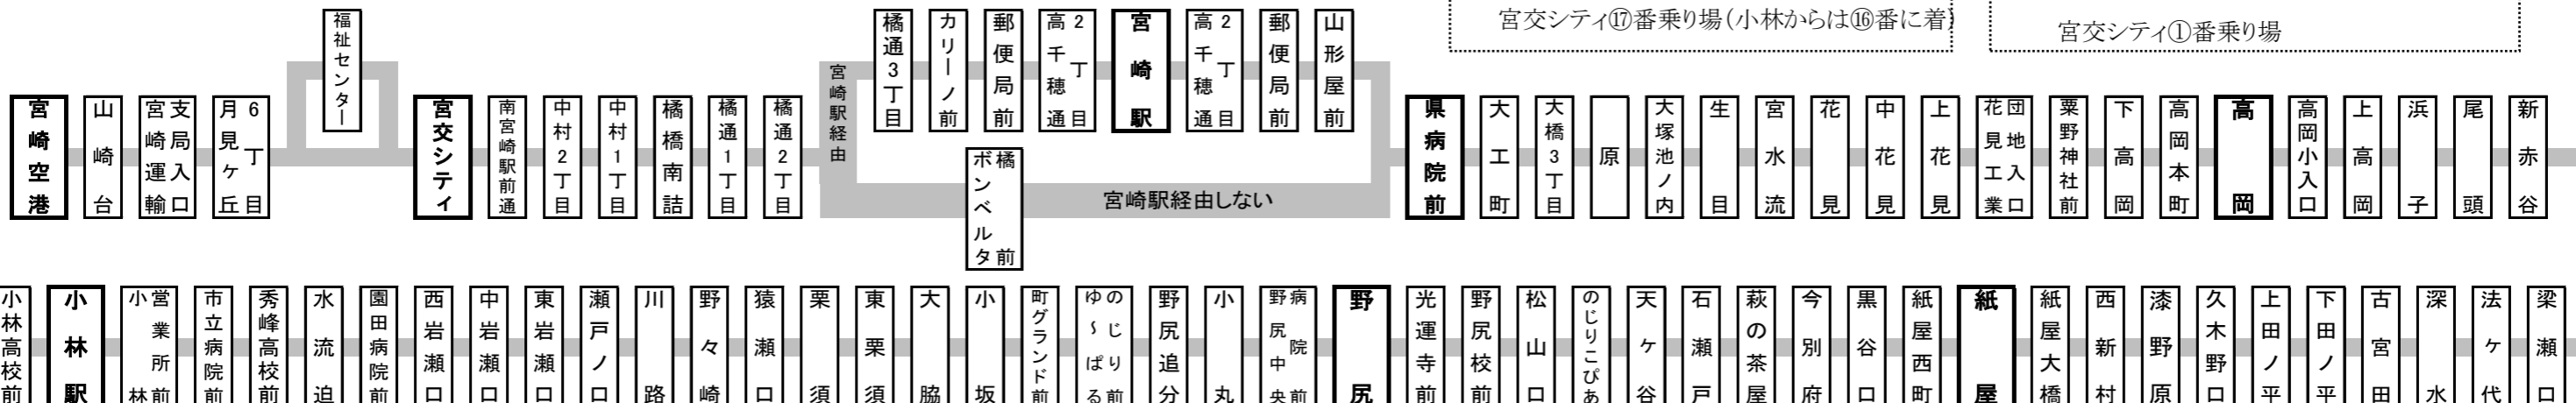 宮交シティ⑰番乗り場(小林からは⑯番に着)
宮交シティ①番乗り場
宮崎空港
山崎台
宮崎運輸支局入口
月見ヶ丘6丁目
福祉センター
宮交シティ
南宮崎駅前通
中村2丁目
中村1丁目
橘橋南詰
橘通1丁目
橘通2丁目
宮崎駅経由
橘通3丁目
カリーノ前
郵便局前
高千穂通2丁目
宮崎駅
高千穂通2丁目
郵便局前
山形屋前
橘ボンベルタ前
宮崎駅経由しない
県病院前
大工町
大橋3丁目
原
大塚池ノ内
生目
宮水流
花見
中花見
上花見
花見工業団地入口
粟野神社前
下高岡
高岡本町
高岡
高岡小入口
上高岡
浜子
尾頭
新赤谷
小林高校前
小林駅
小林営業所前
市立病院前
秀峰高校前
水流迫
園田病院前
西岩瀬口
中岩瀬口
東岩瀬口
瀬戸ノ口
川路
野々崎
猿瀬口
栗須
東栗須
大脇
小坂
町グランド前
のじりゆ~ぱる前
野尻追分
小丸
野尻中央病院前
野尻
光運寺前
野尻校前
松山口
のじりこぴあ
天ヶ谷
石瀬戸
萩の茶屋
今別府
黒谷口
紙屋西町
紙屋
紙屋大橋
西新村
漆野原
久木野口
上田ノ平
下田ノ平
古宮田
深水
法ヶ代
梁瀬口